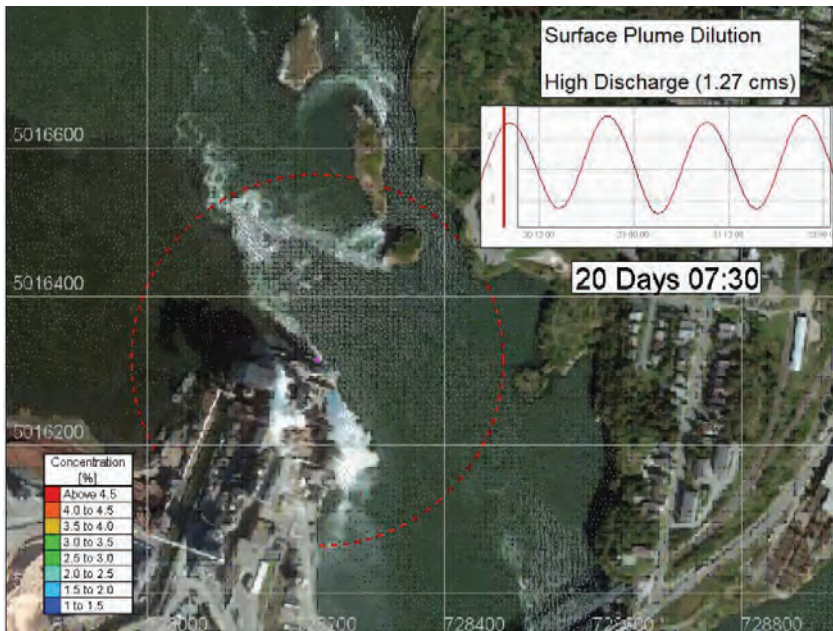 Surface Plume Dilution
High Discharge (1.27 cms)
20 Days 07:30
5016600
5016400
5016200
Concentration
[%]
Above 4.5
4.0 to 4.5
3.5 to 4.0
3.0 to 3.5
2.5 to 3.0
2.0 to 2.5
1.5 to 2.0
1 to 1.5
728400
728800